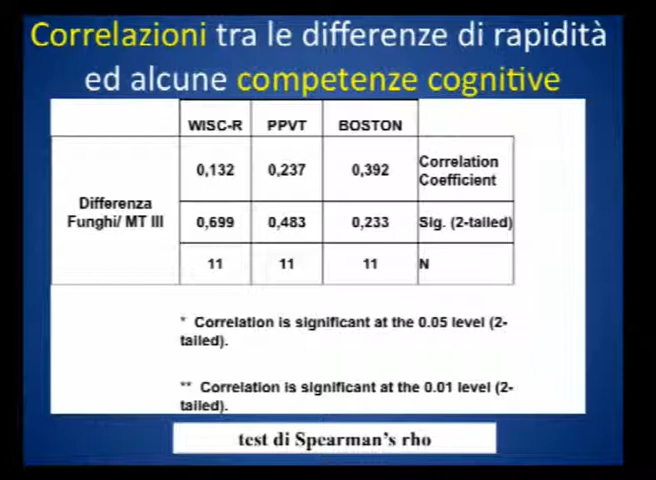 Correlazioni tra le differenze di rapidità
ed alcune competenze cognitive
WISC-R PPVT BOSTON
0,132 0,237 0,392 Correlation
Coefficient
Differenza
Funghi/ MT III
0,699 0,483 0,233 Sig. (2-tailed)
11 11 11 N
* Correlation is significant at the 0.05 level (2-
tailed).
** Correlation is significant at the 0.01 level (2-
tailed).
test di Spearman's rho